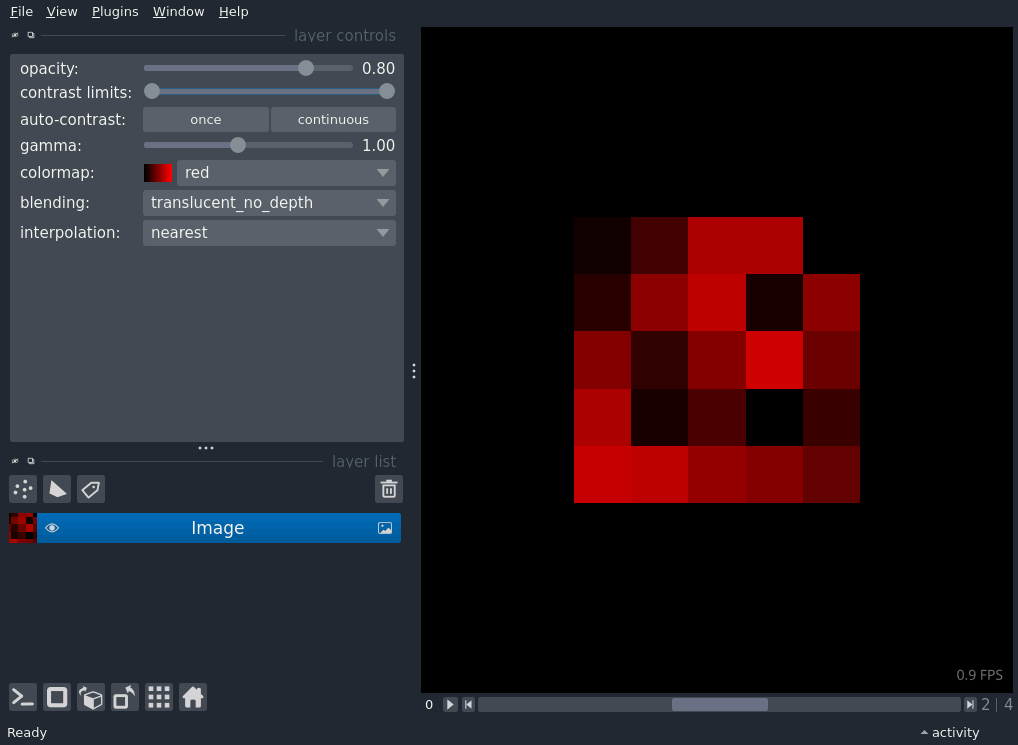 File View Plugins Window Help
layer controls
opacity: 0.80
contrast limits:
auto-contrast: once continuous
gamma: 1.00
colormap: red
blending: translucent_no_depth
interpolation: nearest
layer list
Image
0.9 FPS
0 2 | 4
Ready activity